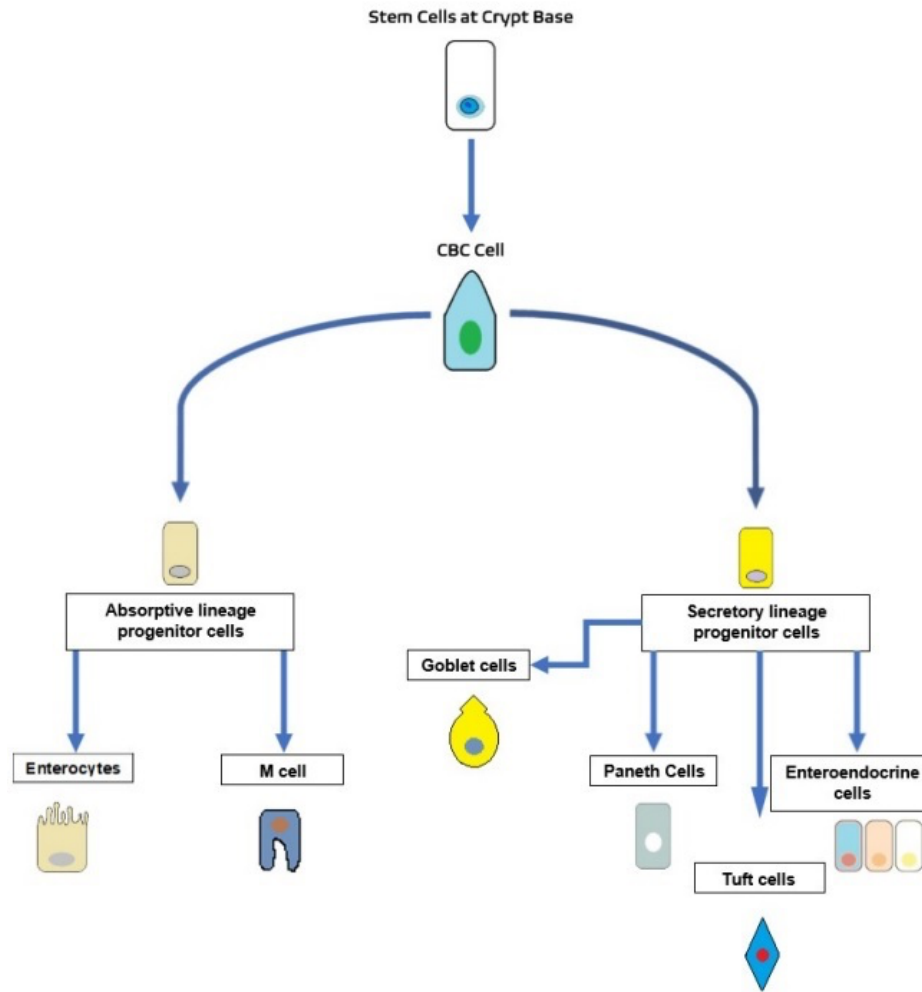 Stem Cells at Crypt Base
CBC Cell
Absorptive lineage
progenitor cells
Secretory lineage
progenitor cells
Goblet cells
Enterocytes
M cell
Paneth Cells
Enteroendocrine
cells
Tuft cells